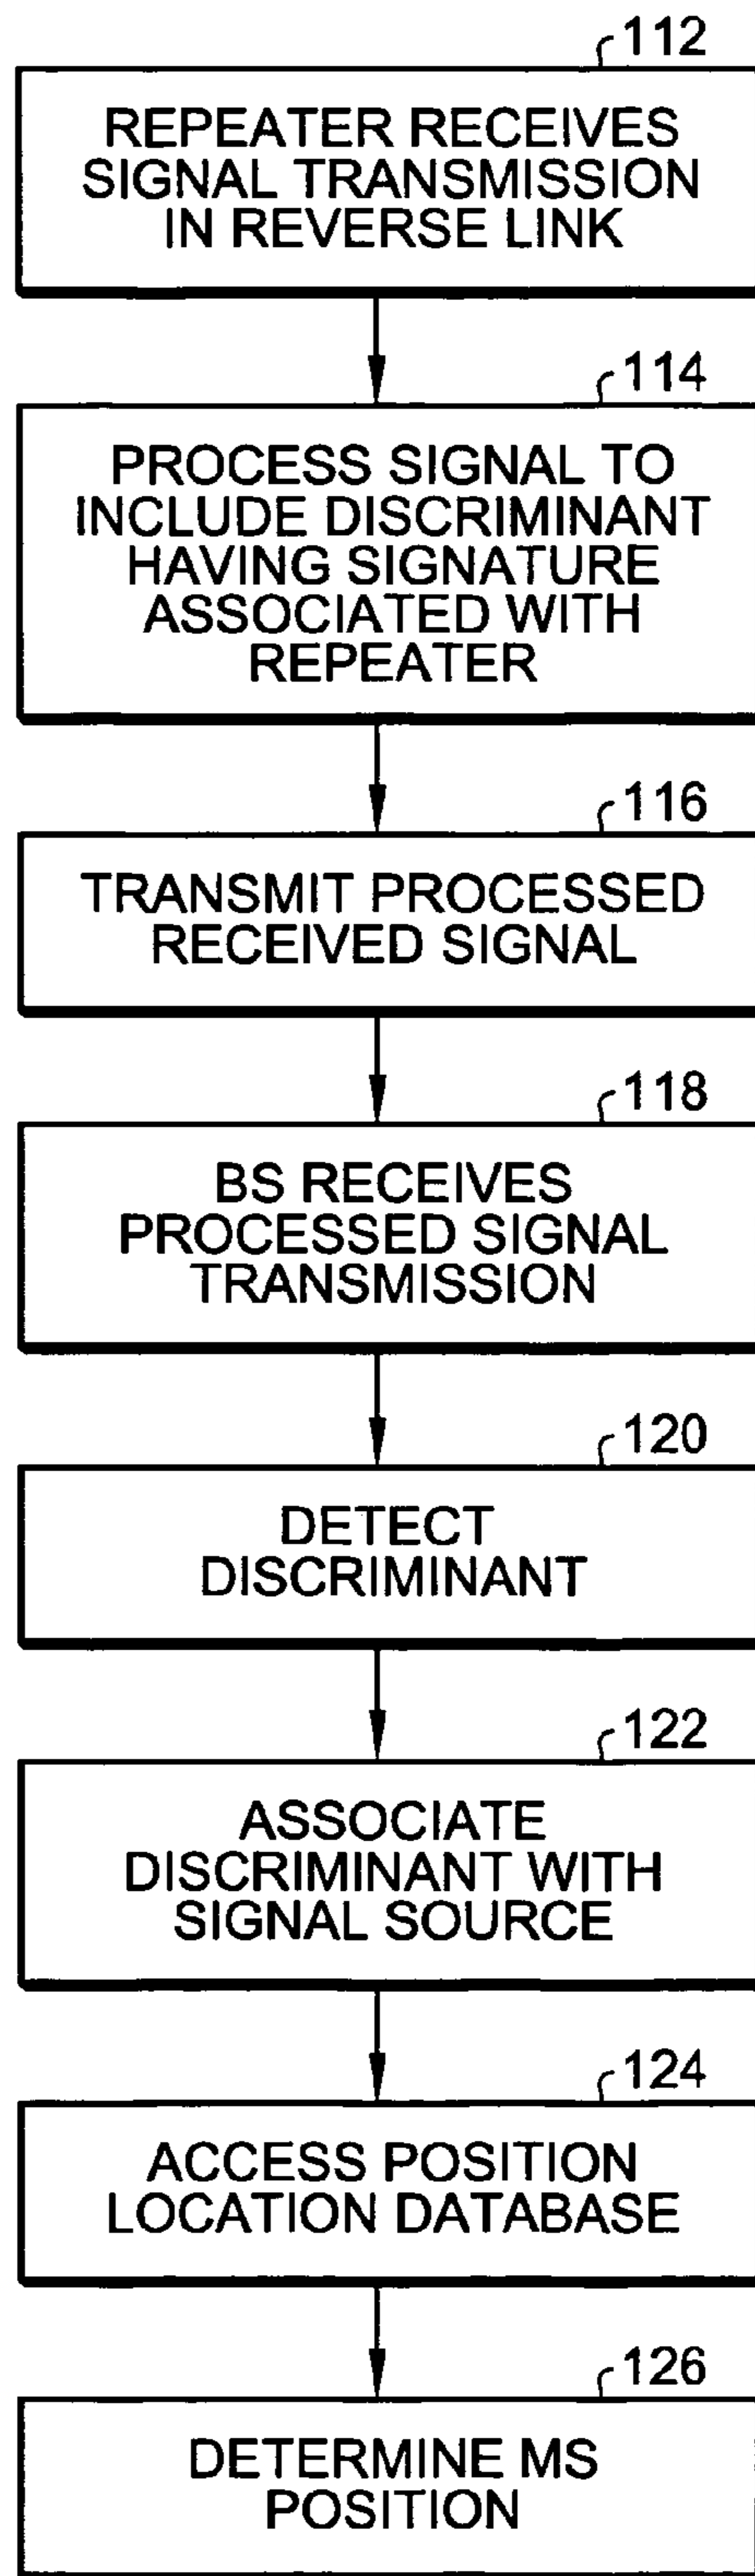 112
REPEATER RECEIVES
SIGNAL TRANSMISSION
IN REVERSE LINK
114
PROCESS SIGNAL TO
INCLUDE DISCRIMINANT
HAVING SIGNATURE
ASSOCIATED WITH
REPEATER
116
TRANSMIT PROCESSED
RECEIVED SIGNAL
118
BS RECEIVES
PROCESSED SIGNAL
TRANSMISSION
120
DETECT
DISCRIMINANT
122
ASSOCIATE
DISCRIMINANT WITH
SIGNAL SOURCE
124
ACCESS POSITION
LOCATION DATABASE
126
DETERMINE MS
POSITION